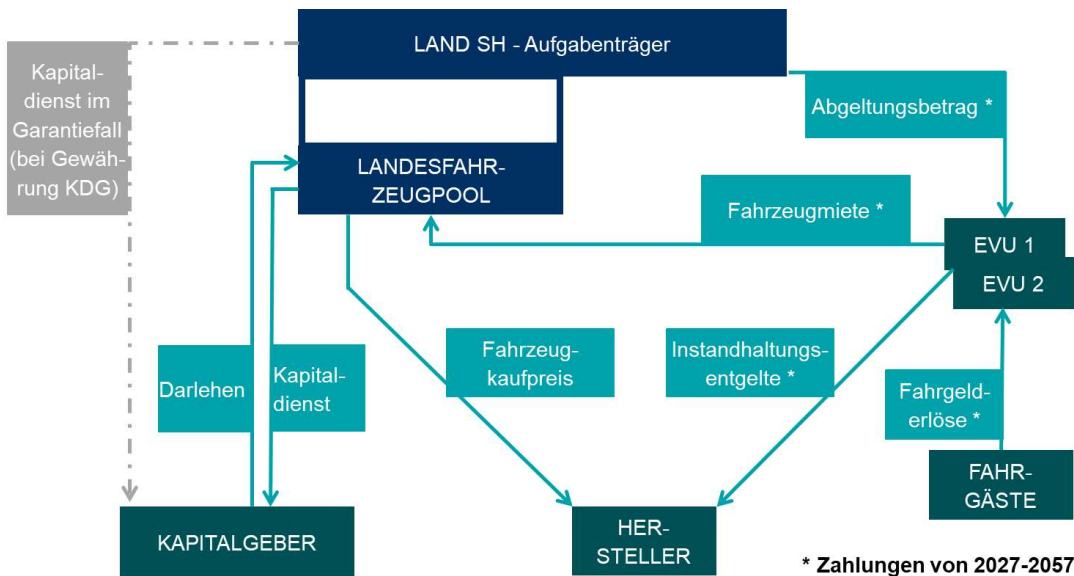 LAND SH - Aufgabenträger
Kapital-
dienst im
Garantiefall
(bei Gewäh-
rung KDG)
Abgeltungsbetrag *
LANDESFAHR-
ZEUGPOOL
Fahrzeugmiete *
EVU 1
EVU 2
Darlehen
Kapital-
dienst
Fahrzeug-
kaufpreis
Instandhaltungs-
entgelte *
Fahrgeld-
erlöse *
FAHR-
GÄSTE
KAPITALGEBER
HER-
STELLER
* Zahlungen von 2027-2057